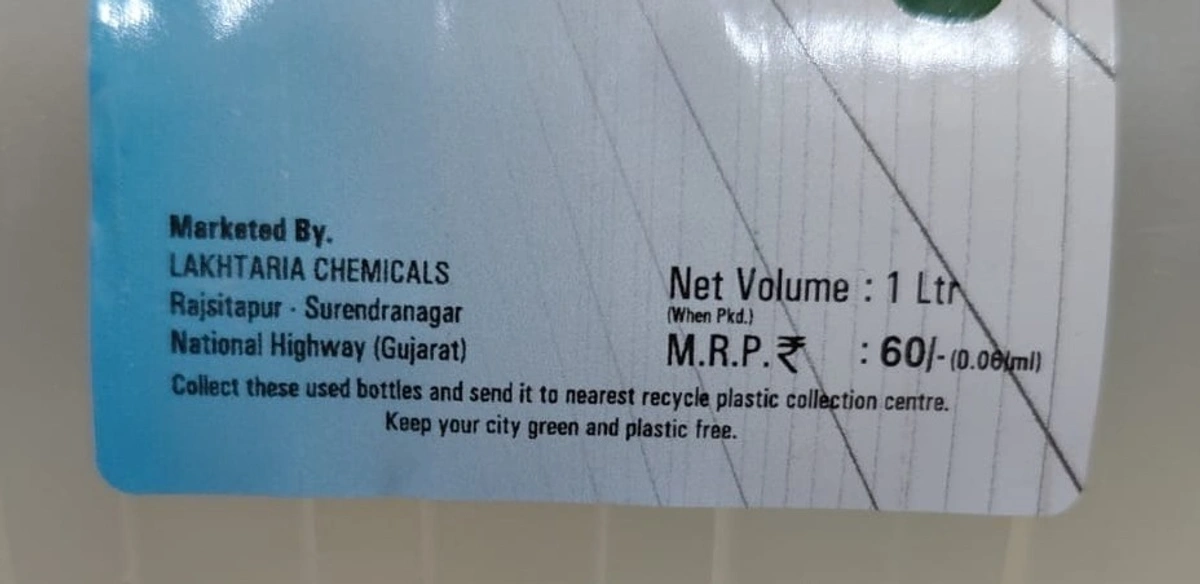 Marketed By.
LAKHTARIA CHEMICALS
Rajsitapur - Surendranagar
National Highway (Gujarat)
Net Volume : 1 Ltr
(When Pkd.)
M.R.P.₹ : 60/- (0.06/ml)
Collect these used bottles and send it to nearest recycle plastic collection centre.
Keep your city green and plastic free.